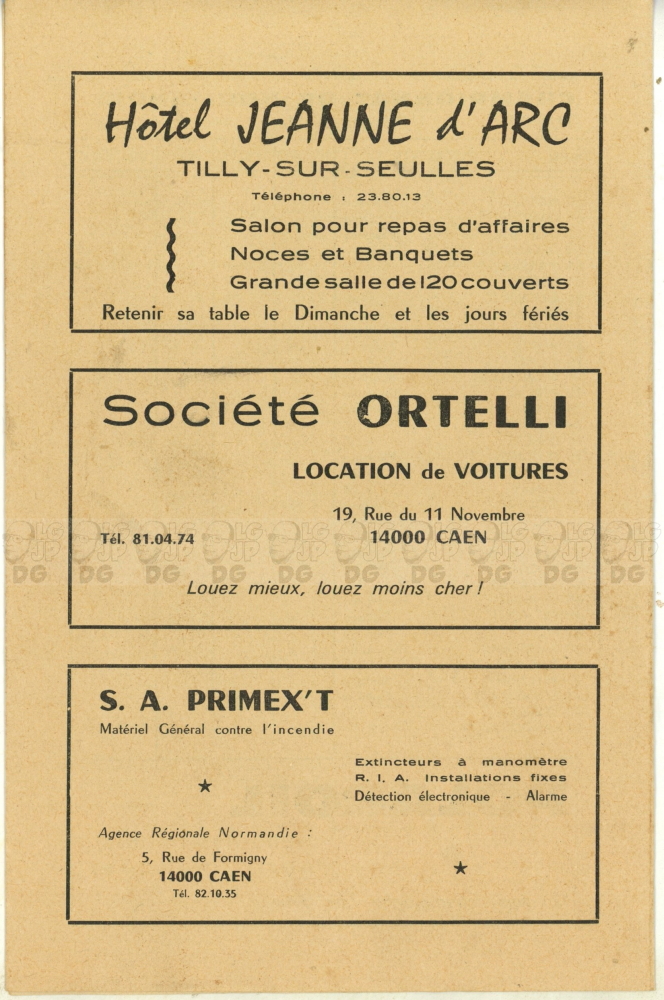 Hôtel JEANNE d'ARC
TILLY-SUR-SEULLES
Téléphone : 23.80.13
Salon pour repas d'affaires
Noces et Banquets
Grande salle de 120 couverts
Retenir sa table le Dimanche et les jours fériés
Société ORTELLI
LOCATION de VOITURES
19, Rue du 11 Novembre
Tél. 81.04.74 14000 CAEN
Louez mieux, louez moins cher !
S. A. PRIMEX'T
Matériel Général contre l'incendie
Extincteurs à manomètre
R. I. A. Installations fixes
Détection électronique - Alarme
Agence Régionale Normandie :
5, Rue de Formigny
14000 CAEN
Tél. 82.10.35